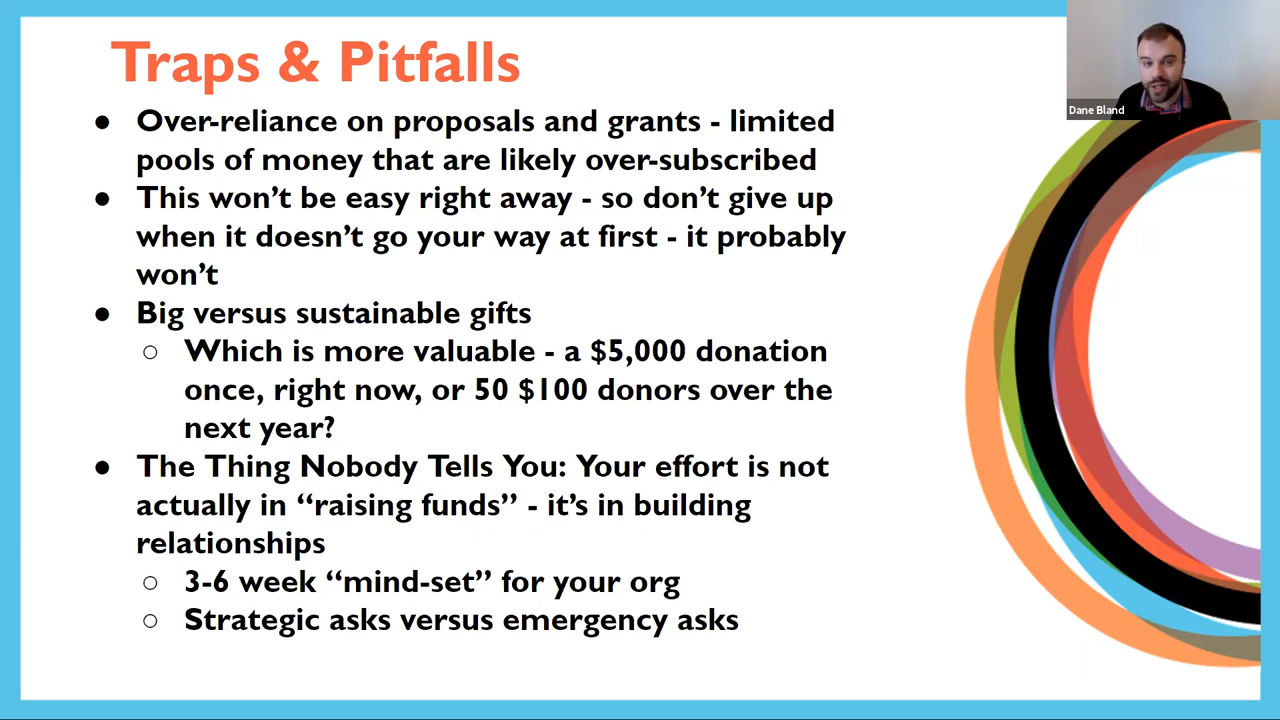 Traps & Pitfalls
Dane Bland
● Over-reliance on proposals and grants - limited
pools of money that are likely over-subscribed
● This won’t be easy right away - so don’t give up
when it doesn’t go your way at first - it probably
won’t
● Big versus sustainable gifts
○ Which is more valuable - a $5,000 donation
once, right now, or 50 $100 donors over the
next year?
● The Thing Nobody Tells You: Your effort is not
actually in “raising funds” - it’s in building
relationships
○ 3-6 week “mind-set” for your org
○ Strategic asks versus emergency asks